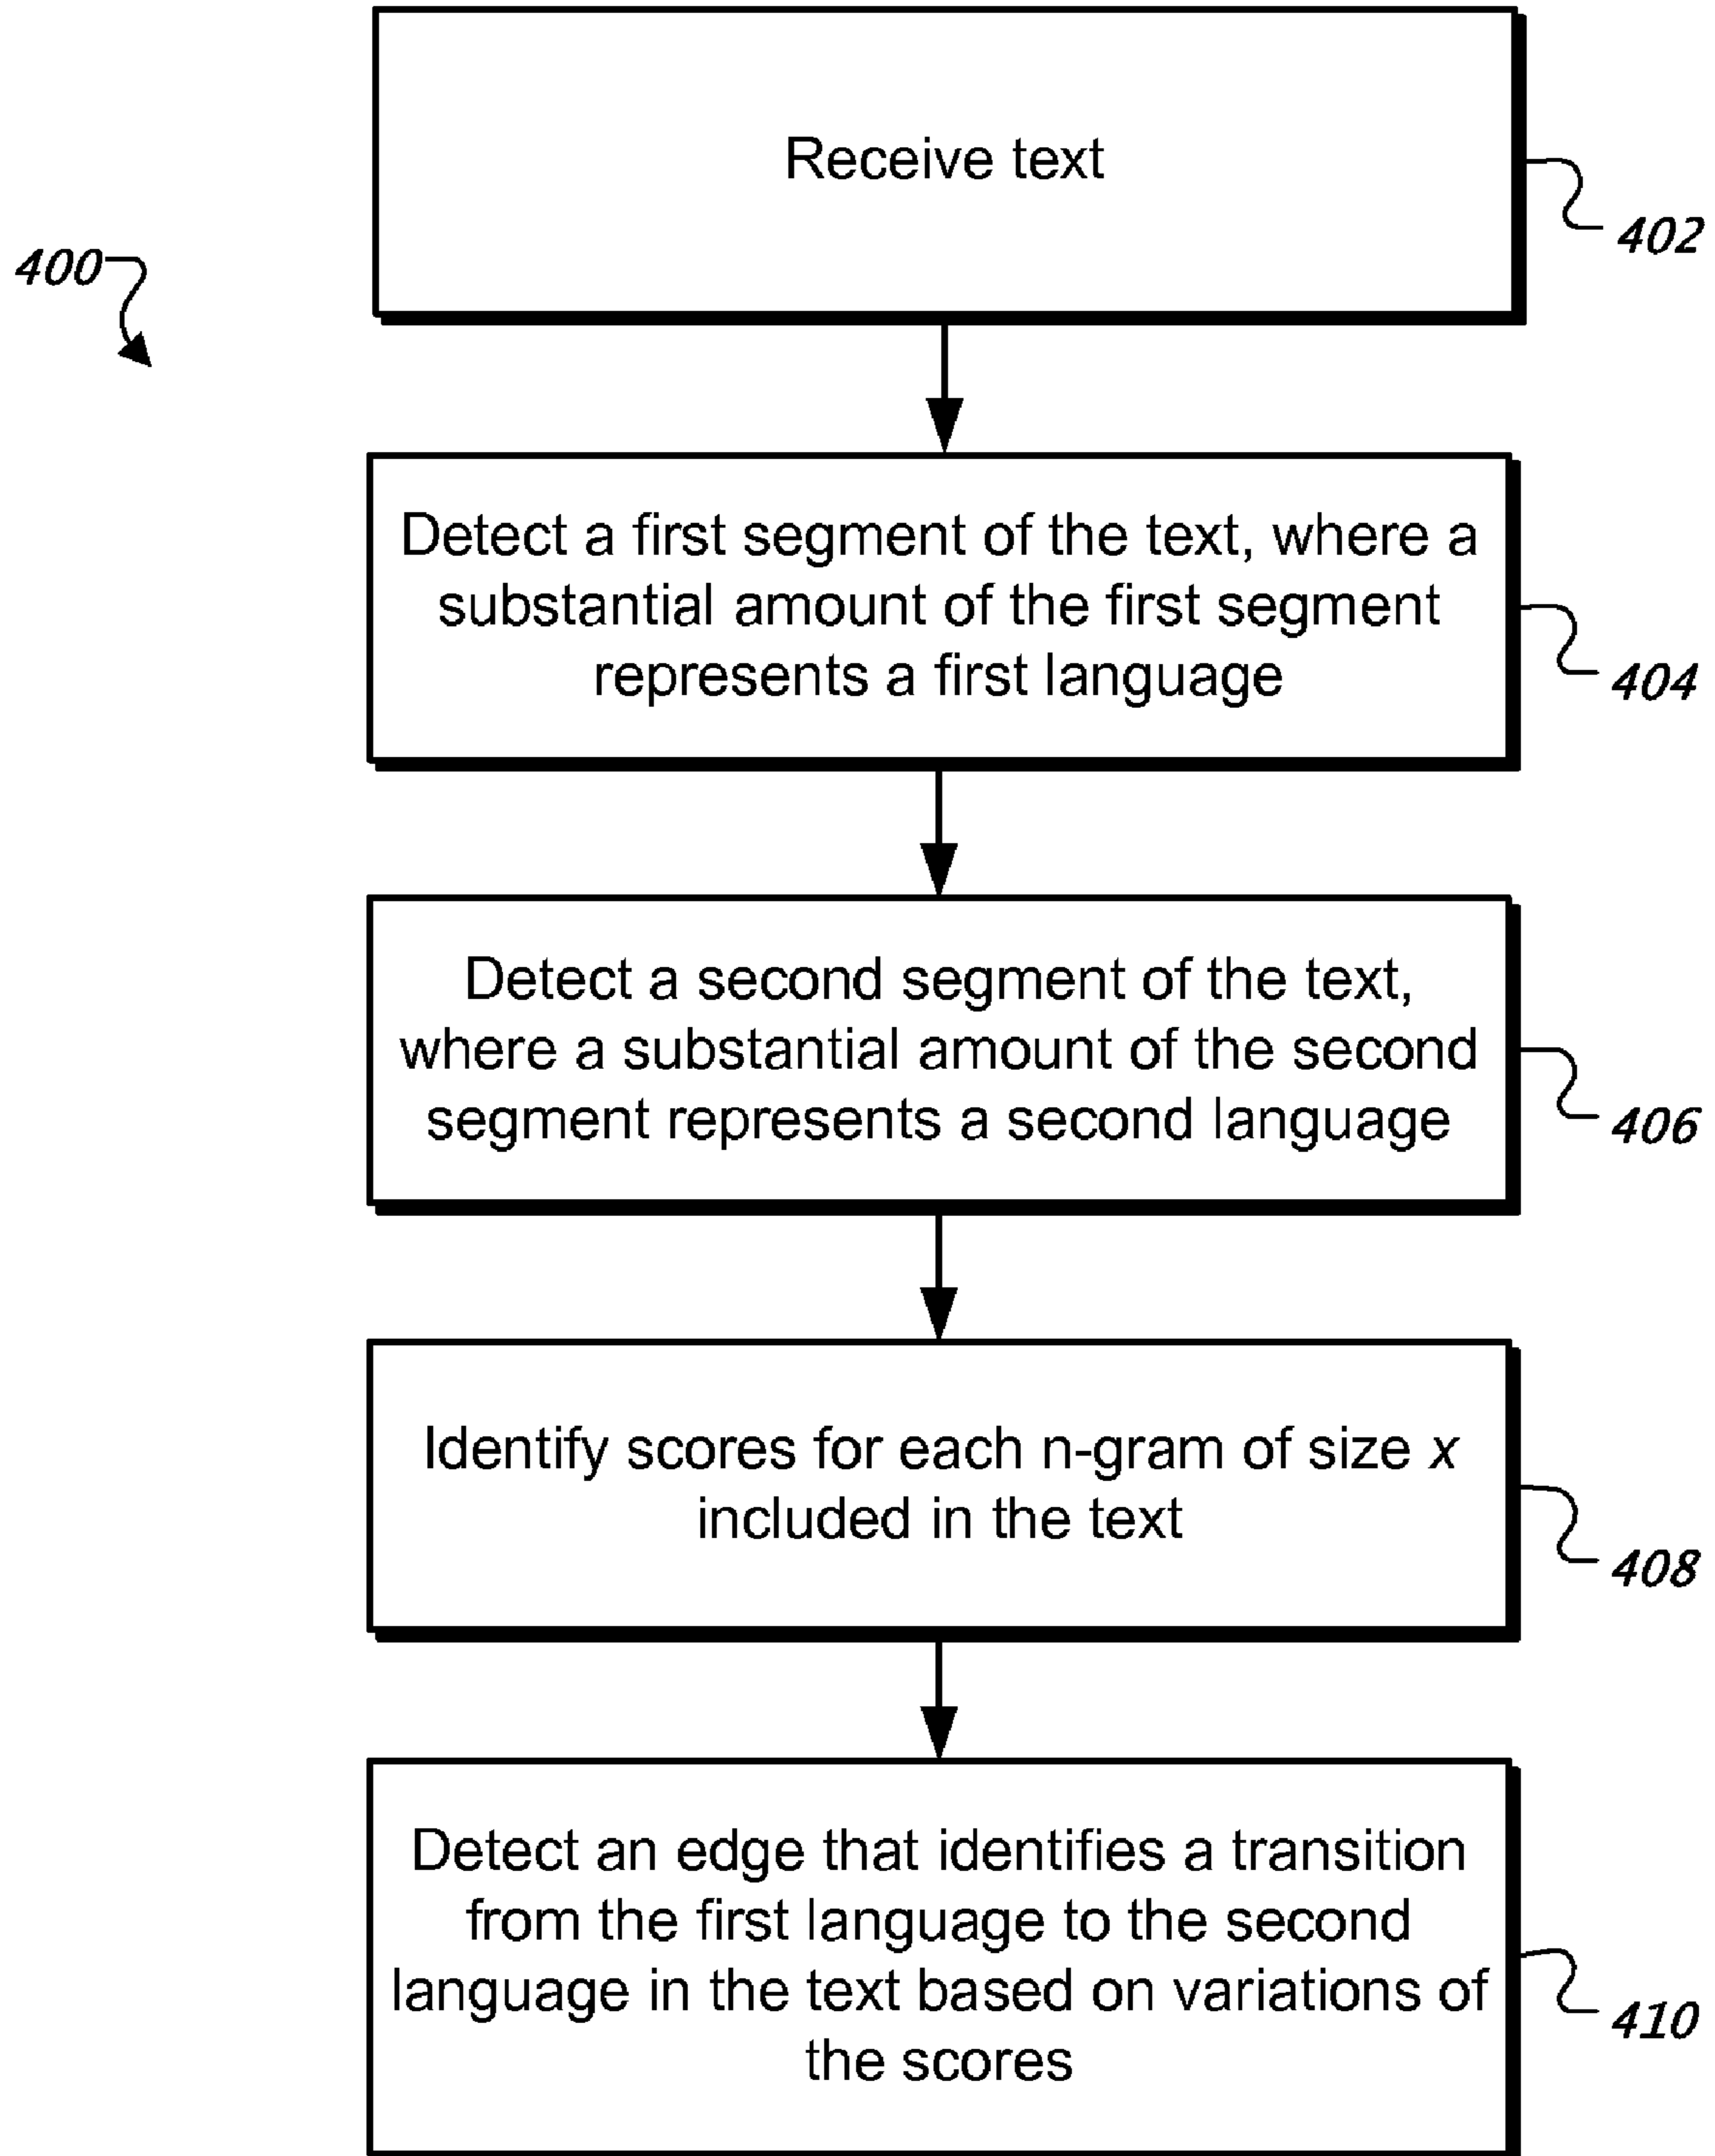 Receive text
402
400
Detect a first segment of the text, where a
substantial amount of the first segment
represents a first language
404
Detect a second segment of the text,
where a substantial amount of the second
segment represents a second language
406
Identify scores for each n-gram of size x
included in the text
408
Detect an edge that identifies a transition
from the first language to the second
language in the text based on variations of
the scores
410